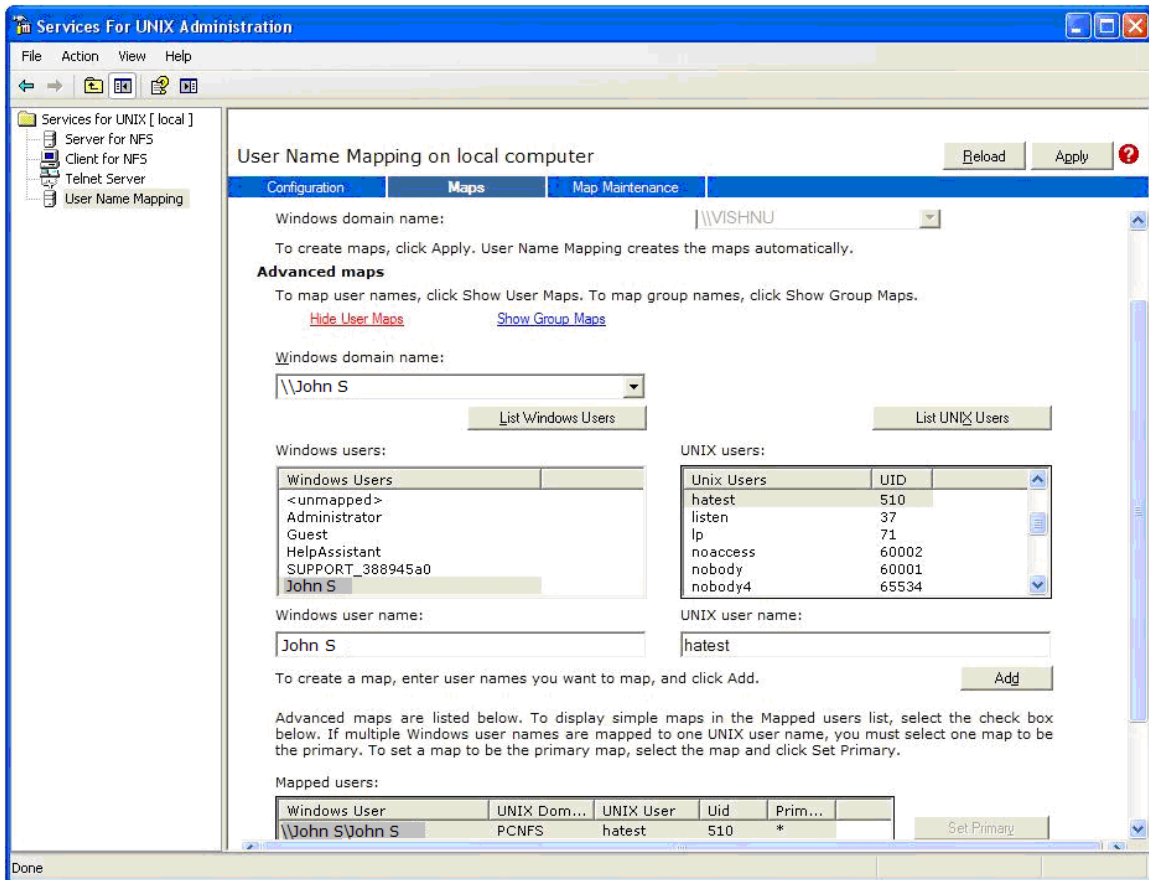 Services For UNIX Administration
File Action View Help
Services for UNIX [ local ]
Server for NFS
Client for NFS
Telnet Server
User Name Mapping
User Name Mapping on local computer
Reload
Apply
?
Configuration
Maps
Map Maintenance
Windows domain name:
\\VISHNU
To create maps, click Apply. User Name Mapping creates the maps automatically.
Advanced maps
To map user names, click Show User Maps. To map group names, click Show Group Maps.
Hide User Maps
Show Group Maps
Windows domain name:
\\John S
List Windows Users
List UNIX Users
Windows users:
Windows Users
<unmapped>
Administrator
Guest
HelpAssistant
SUPPORT_388945a0
John S
UNIX users:
Unix Users UID
hatest 510
listen 37
lp 71
noaccess 60002
nobody 60001
nobody4 65534
Windows user name:
John S
UNIX user name:
hatest
To create a map, enter user names you want to map, and click Add.
Add
Advanced maps are listed below. To display simple maps in the Mapped users list, select the check box
below. If multiple Windows user names are mapped to one UNIX user name, you must select one map to be
the primary. To set a map to be the primary map, select the map and click Set Primary.
Mapped users:
Windows User UNIX Dom... UNIX User Uid Prim...
\\John S\John S PCNFS hatest 510 *
Set Primary
Done